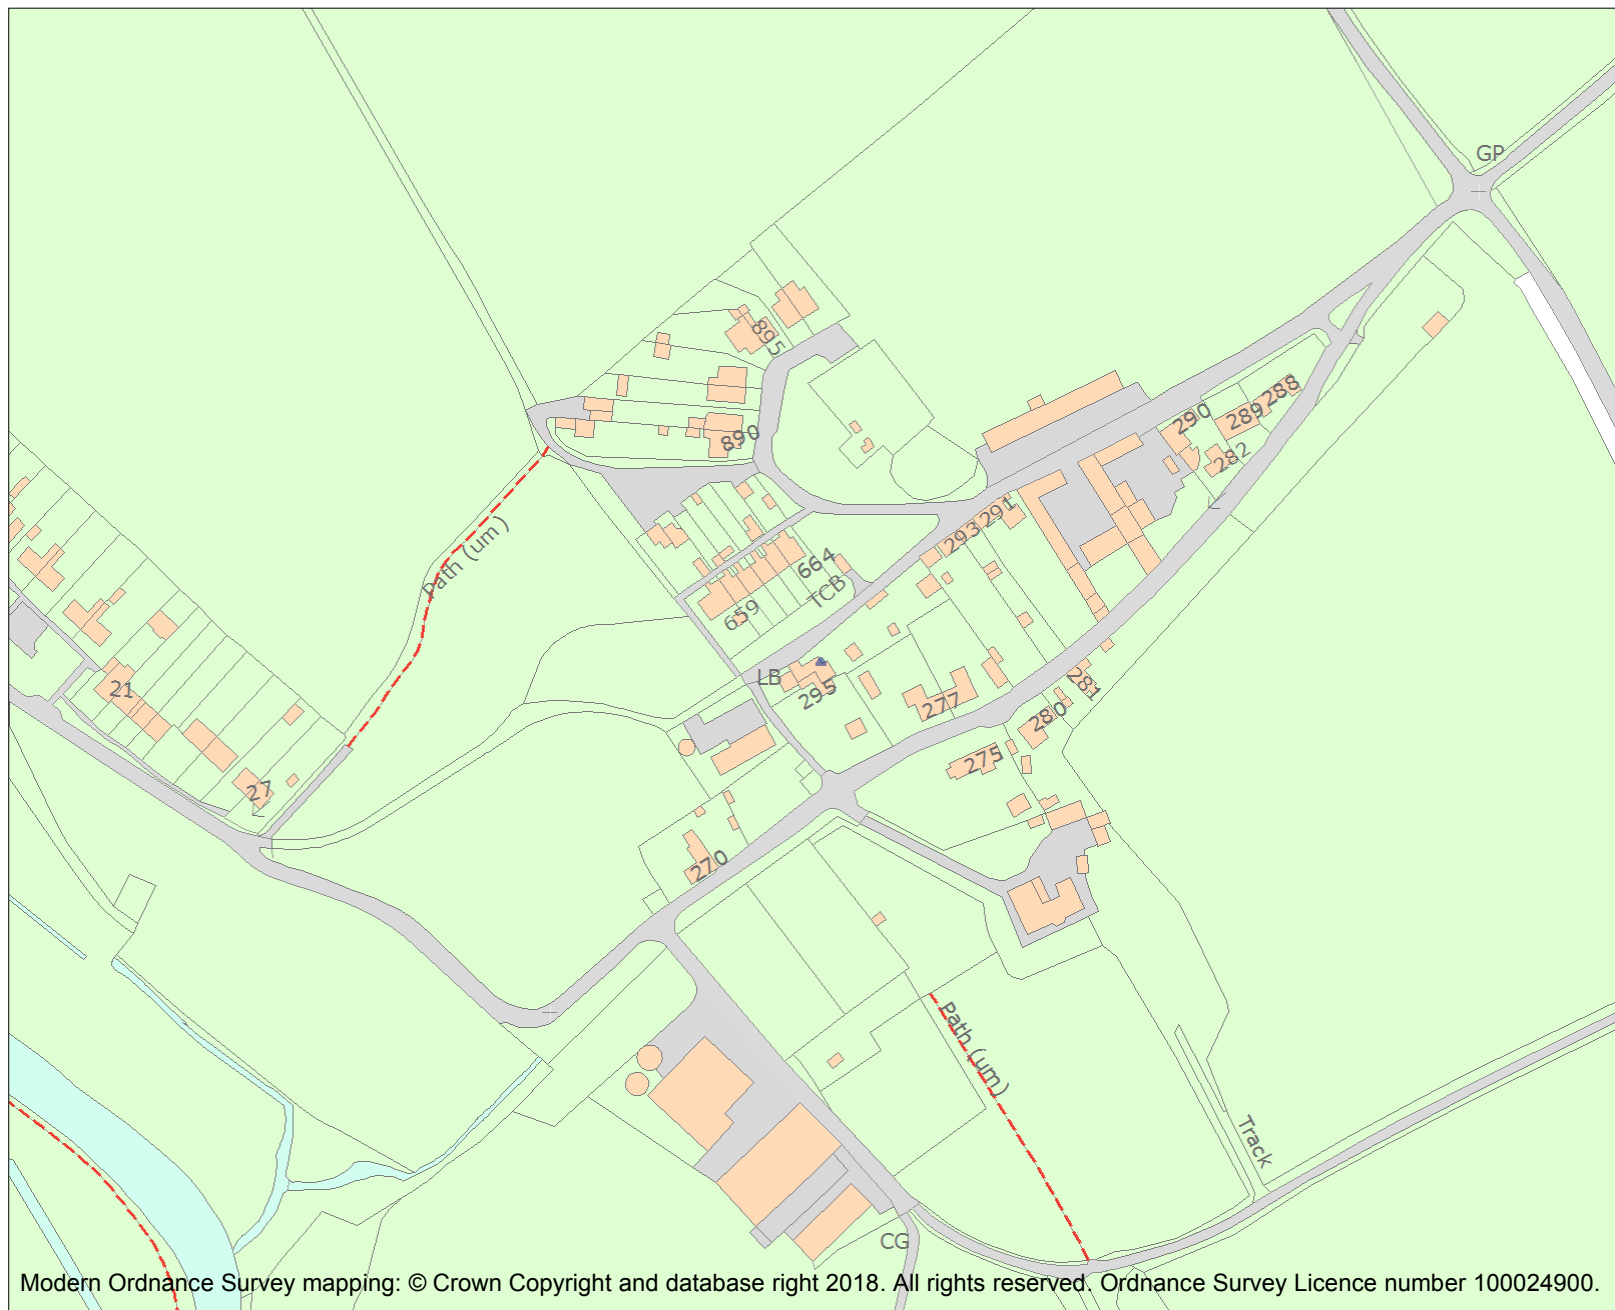 GP
895
890
290
289
288
282
291
293
664
TCB
659
Path (um)
LB
295
277
281
280
275
21
27
270
Path (um)
Track
CG
Modern Ordnance Survey mapping: © Crown Copyright and database right 2018. All rights reserved. Ordnance Survey Licence number 100024900.